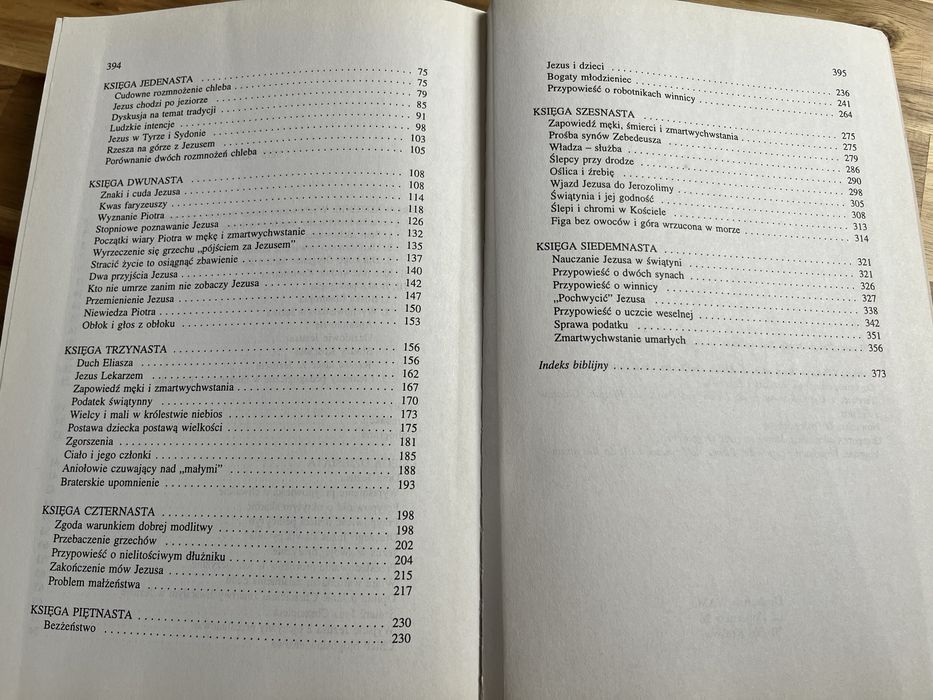 394
KSIĘGA JEDENASTA . . . . . . . . . . 75
Cudowne rozmnożenie chleba . . . . . . . . . . 75
Jezus chodzi po jeziorze . . . . . . . . . . 79
Dyskusja na temat tradycji . . . . . . . . . . 85
Ludzkie intencje . . . . . . . . . . 91
Jezus w Tyrze i Sydonie . . . . . . . . . . 98
Rzesza na górze z Jezusem . . . . . . . . . . 103
Porównanie dwóch rozmnożeń chleba . . . . . . . . . . 105
KSIĘGA DWUNASTA . . . . . . . . . . 108
Znaki i cuda Jezusa . . . . . . . . . . 108
Kwas faryzeuszy . . . . . . . . . . 114
Wyznanie Piotra . . . . . . . . . . 118
Stopniowe poznawanie Jezusa . . . . . . . . . . 126
Początki wiary Piotra w mękę i zmartwychwstanie . . . . . . . . . . 132
Wyrzeczenie się grzechu „pójściem za Jezusem” . . . . . . . . . . 135
Stracić życie to osiągnąć zbawienie . . . . . . . . . . 137
Dwa przyjścia Jezusa . . . . . . . . . . 140
Kto nie umrze zanim nie zobaczy Jezusa . . . . . . . . . . 142
Przemienienie Jezusa . . . . . . . . . . 147
Niewiedza Piotra . . . . . . . . . . 150
Obłok i głos z obłoku . . . . . . . . . . 153
KSIĘGA TRZYNASTA . . . . . . . . . . 156
Duch Eliasza . . . . . . . . . . 156
Jezus Lekarzem . . . . . . . . . . 162
Zapowiedź męki i zmartwychwstania . . . . . . . . . . 167
Podatek świątynny . . . . . . . . . . 170
Wielcy i mali w królestwie niebios . . . . . . . . . . 173
Postawa dziecka postawą wielkości . . . . . . . . . . 175
Zgorszenia . . . . . . . . . . 181
Ciało i jego członki . . . . . . . . . . 185
Aniołowie czuwający nad „małymi” . . . . . . . . . . 188
Braterskie upomnienie . . . . . . . . . . 193
KSIĘGA CZTERNASTA . . . . . . . . . . 198
Zgoda warunkiem dobrej modlitwy . . . . . . . . . . 198
Przebaczenie grzechów . . . . . . . . . . 202
Przypowieść o nielitościwym dłużniku . . . . . . . . . . 204
Zakończenie mów Jezusa . . . . . . . . . . 215
Problem małżeństwa . . . . . . . . . . 217
KSIĘGA PIĘTNASTA . . . . . . . . . . 230
Bezżeństwo . . . . . . . . . . 230
395
Jezus i dzieci . . . . . . . . . . 236
Bogaty młodzieniec . . . . . . . . . . 241
Przypowieść o robotnikach winnicy . . . . . . . . . . 264
KSIĘGA SZESNASTA . . . . . . . . . . 275
Zapowiedź męki, śmierci i zmartwychwstania . . . . . . . . . . 275
Prośba synów Zebedeusza . . . . . . . . . . 279
Władza – służba . . . . . . . . . . 286
Ślepcy przy drodze . . . . . . . . . . 290
Oślica i źrebię . . . . . . . . . . 298
Wjazd Jezusa do Jerozolimy . . . . . . . . . . 305
Świątynia i jej godność . . . . . . . . . . 308
Ślepi i chromi w Kościele . . . . . . . . . . 313
Figa bez owoców i góra wrzucona w morze . . . . . . . . . . 314
KSIĘGA SIEDEMNASTA . . . . . . . . . . 321
Nauczanie Jezusa w świątyni . . . . . . . . . . 321
Przypowieść o dwóch synach . . . . . . . . . . 326
Przypowieść o winnicy . . . . . . . . . . 327
„Pochwycić” Jezusa . . . . . . . . . . 338
Przypowieść o uczcie weselnej . . . . . . . . . . 342
Sprawa podatku . . . . . . . . . . 351
Zmartwychwstanie umarłych . . . . . . . . . . 356
Indeks biblijny . . . . . . . . . . 373